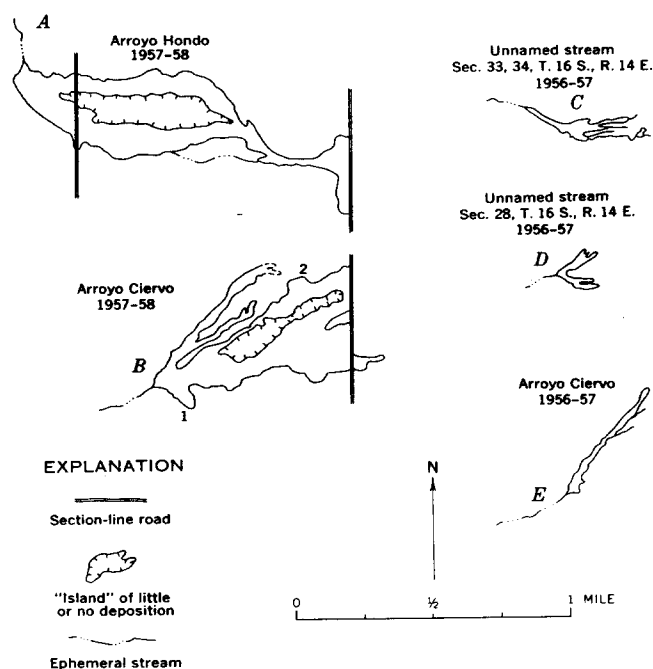 A
Arroyo Hondo
1957-58
Unnamed stream
Sec. 33, 34, T. 16 S., R. 14 E.
1956-57
C
Unnamed stream
Sec. 28, T. 16 S., R. 14 E.
1956-57
D
Arroyo Ciervo
1957-58
2
B
1
Arroyo Ciervo
1956-57
E
EXPLANATION
Section-line road
"Island" of little
or no deposition
Ephemeral stream
N
0 ½ 1 MILE